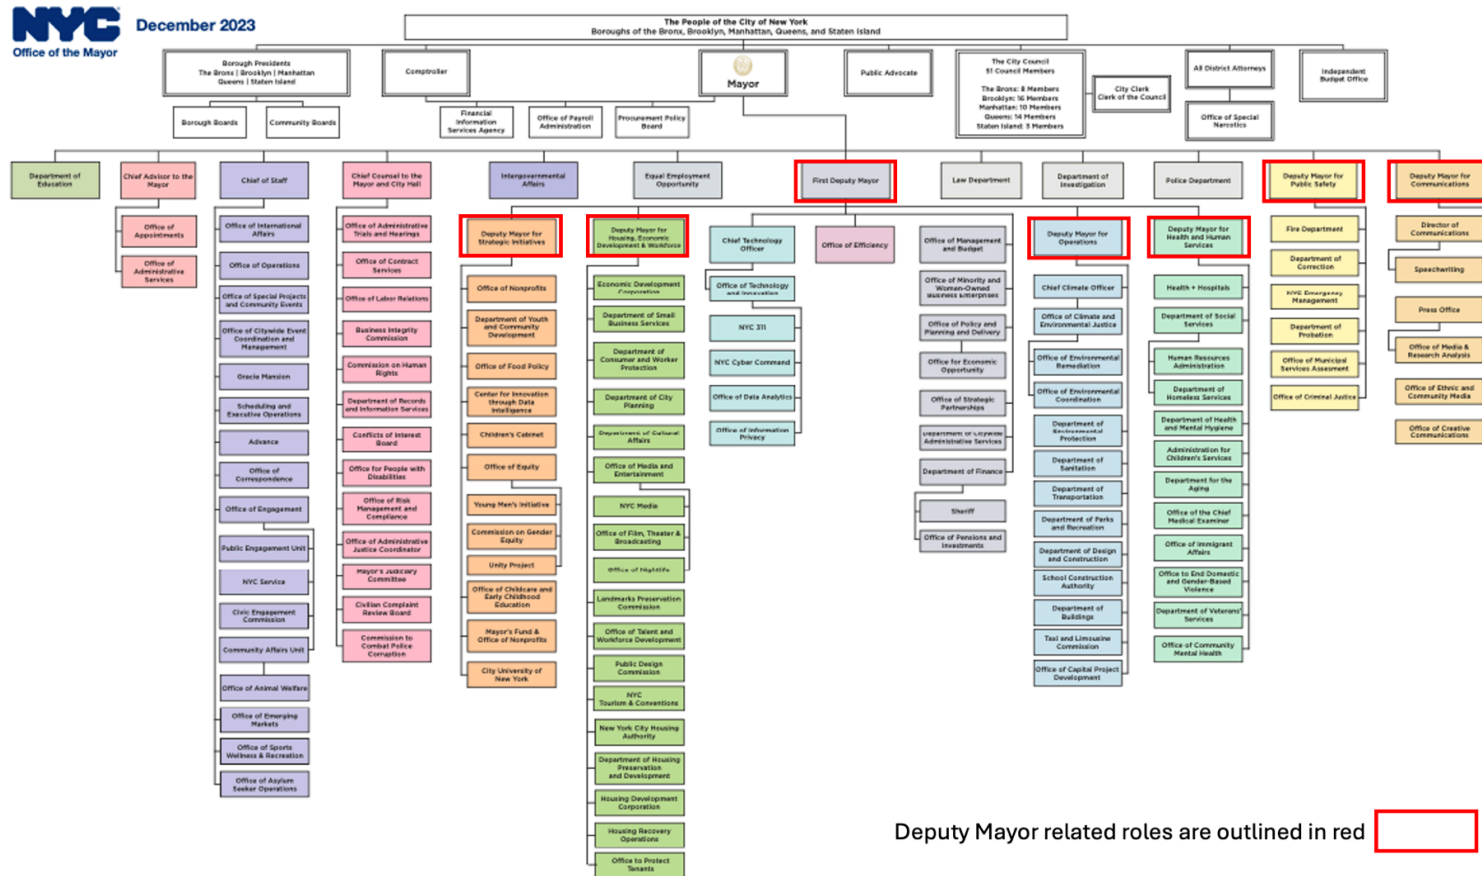 NYC
Office of the Mayor
December 2023
The People of the City of New York
Boroughs of the Bronx, Brooklyn, Manhattan, Queens, and Staten Island
Borough Presidents
The Bronx | Brooklyn | Manhattan
Queens | Staten Island
Comptroller
Mayor
Public Advocate
The City Council
51 Council Members
The Bronx: 8 Members
Brooklyn: 16 Members
Manhattan: 10 Members
Queens: 14 Members
Staten Island: 3 Members
City Clerk
Clerk of the Council
All District Attorneys
Office of Special
Narcotics
Independent
Budget Office
Borough Boards
Community Boards
Financial
Information
Services Agency
Office of Payroll
Administration
Procurement Policy
Board
Department of
Education
Chief Advisor to the
Mayor
Chief of Staff
Chief Counsel to the
Mayor and City Hall
Intergovernmental
Affairs
Equal Employment
Opportunity
First Deputy Mayor
Law Department
Department of
Investigation
Police Department
Deputy Mayor for
Public Safety
Deputy Mayor for
Communications
Office of
Appointments
Office of
Administrative
Services
Office of International
Affairs
Office of Operations
Office of Special Projects
and Community Events
Office of Citywide Event
Coordination and
Management
Gracie Mansion
Scheduling and
Executive Operations
Advance
Office of
Correspondence
Office of Engagement
Public Engagement Unit
NYC Service
Civic Engagement
Commission
Community Affairs Unit
Office of Animal Welfare
Office of Emerging
Markets
Office of Sports
Wellness & Recreation
Office of Asylum
Seeker Operations
Office of Administrative
Trials and Hearings
Office of Contract
Services
Office of Labor Relations
Business Integrity
Commission
Commission on Human
Rights
Department of Records
and Information Services
Conflicts of Interest
Board
Office for People with
Disabilities
Office of Risk
Management and
Compliance
Office of Administrative
Justice Coordinator
Mayor's Judiciary
Committee
Civilian Complaint
Review Board
Commission to
Combat Police
Corruption
Deputy Mayor for
Strategic Initiatives
Office of Nonprofits
Department of Youth
and Community
Development
Office of Food Policy
Center for Innovation
through Data
Intelligence
Children's Cabinet
Office of Equity
Young Men's Initiative
Commission on Gender
Equity
Unity Project
Office of Childcare and
Early Childhood
Education
Mayor's Fund &
Office of Nonprofits
City University of
New York
Deputy Mayor for
Housing, Economic
Development & Workforce
Economic Development
Corporation
Department of Small
Business Services
Department of
Consumer and Worker
Protection
Department of City
Planning
Department of Cultural
Affairs
Office of Media and
Entertainment
NYC Media
Office of Film, Theater &
Broadcasting
Office of Nightlife
Landmarks Preservation
Commission
Office of Talent and
Workforce Development
Public Design
Commission
NYC
Tourism & Conventions
New York City Housing
Authority
Department of Housing
Preservation
and Development
Housing Development
Corporation
Housing Recovery
Operations
Office to Protect
Tenants
Chief Technology
Officer
Office of Technology
and Innovation
NYC 311
NYC Cyber Command
Office of Data Analytics
Office of Information
Privacy
Office of Efficiency
Office of Management
and Budget
Office of Minority and
Women-Owned
Business Enterprises
Office of Policy and
Planning and Delivery
Office for Economic
Opportunity
Office of Strategic
Partnerships
Department of Citywide
Administrative Services
Department of Finance
Sheriff
Office of Pensions and
Investments
Deputy Mayor for
Operations
Chief Climate Officer
Office of Climate and
Environmental Justice
Office of Environmental
Remediation
Office of Environmental
Coordination
Department of
Environmental
Protection
Department of
Sanitation
Department of
Transportation
Department of Parks
and Recreation
Department of Design
and Construction
School Construction
Authority
Department of
Buildings
Taxi and Limousine
Commission
Office of Capital Project
Development
Deputy Mayor for
Health and Human
Services
Health + Hospitals
Department of Social
Services
Human Resources
Administration
Department of
Homeless Services
Department of Health
and Mental Hygiene
Administration for
Children's Services
Department for the
Aging
Office of the Chief
Medical Examiner
Office of Immigrant
Affairs
Office to End Domestic
and Gender-Based
Violence
Department of Veterans'
Services
Office of Community
Mental Health
Fire Department
Department of
Correction
NYC Emergency
Management
Department of
Probation
Office of Municipal
Services Assesment
Office of Criminal Justice
Director of
Communications
Speechwriting
Press Office
Office of Media &
Research Analysis
Office of Ethnic and
Community Media
Office of Creative
Communications
Deputy Mayor related roles are outlined in red